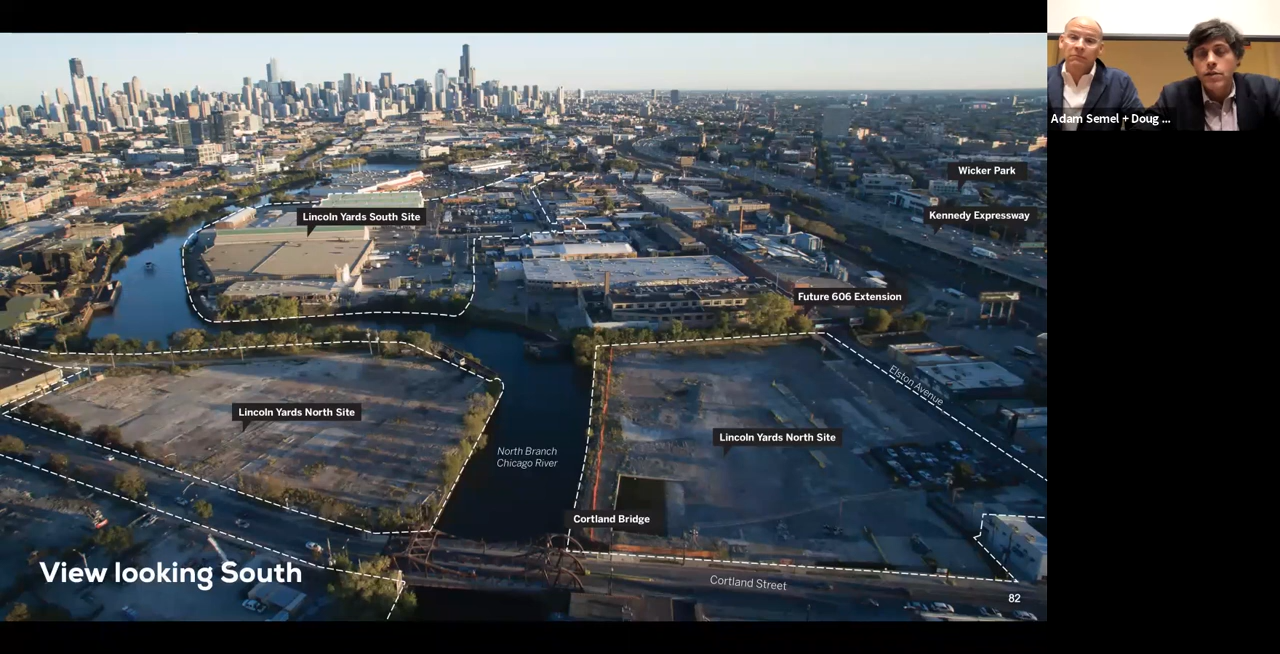 Adam Semel + Doug ...
Wicker Park
Kennedy Expressway
Lincoln Yards South Site
Future 606 Extension
Elston Avenue
Lincoln Yards North Site
Lincoln Yards North Site
North Branch
Chicago River
Cortland Bridge
View looking South
Cortland Street
82